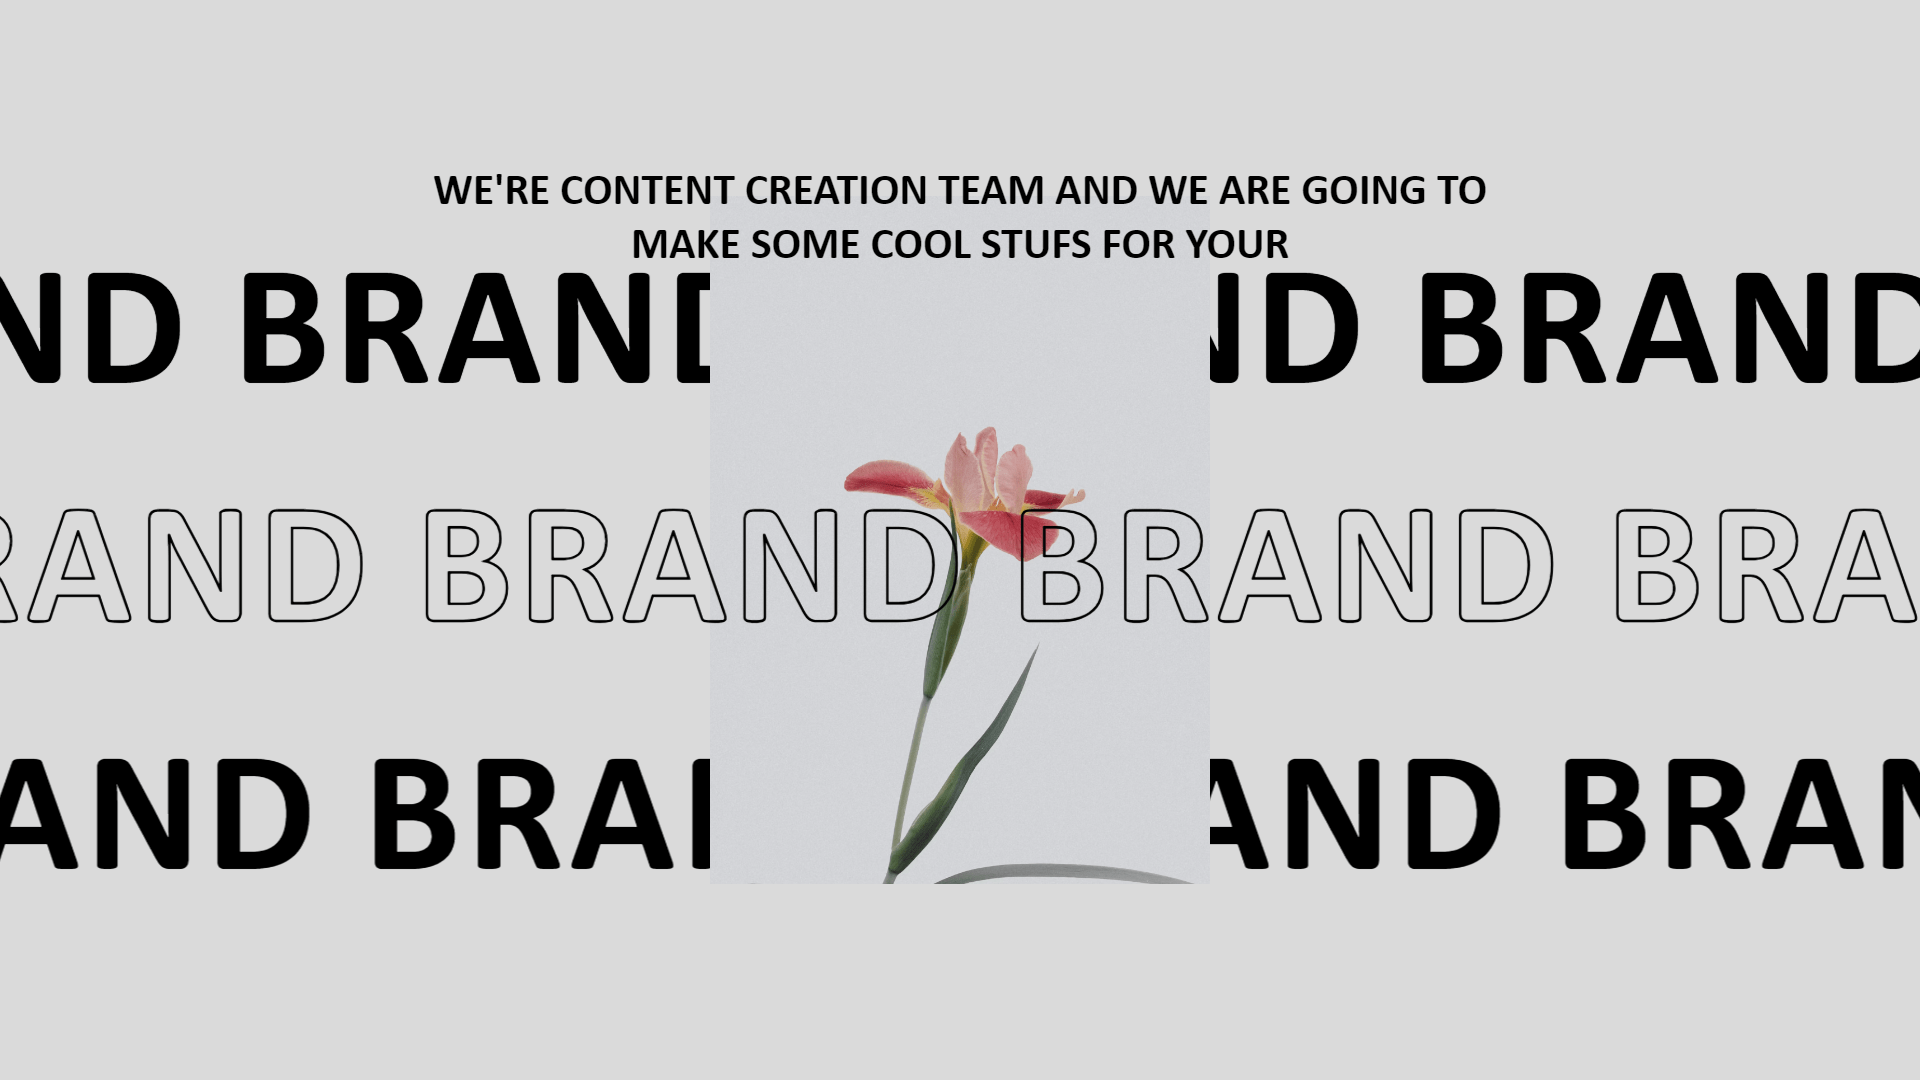 WE'RE CONTENT CREATION TEAM AND WE ARE GOING TO
MAKE SOME COOL STUFS FOR YOUR
ND BRAND ND BRAND
RAND BRAND BRAND BRA
AND BRA AND BRAN